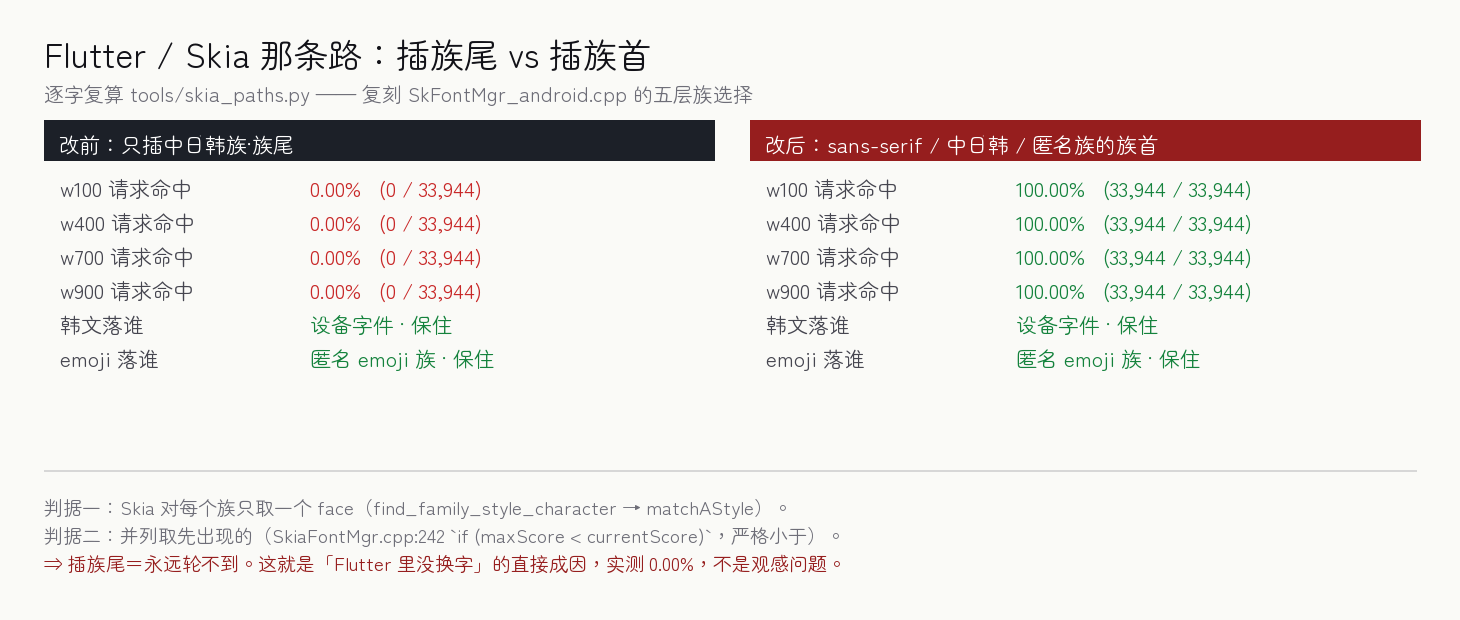 Flutter / Skia 那条路：插族尾 vs 插族首
逐字复算 tools/skia_paths.py —— 复刻 SkFontMgr_android.cpp 的五层族选择
改前：只插中日韩族·族尾
w100 请求命中 0.00% (0 / 33,944)
w400 请求命中 0.00% (0 / 33,944)
w700 请求命中 0.00% (0 / 33,944)
w900 请求命中 0.00% (0 / 33,944)
韩文落谁 设备字件 · 保住
emoji 落谁 匿名 emoji 族 · 保住
改后：sans-serif / 中日韩 / 匿名族的族首
w100 请求命中 100.00% (33,944 / 33,944)
w400 请求命中 100.00% (33,944 / 33,944)
w700 请求命中 100.00% (33,944 / 33,944)
w900 请求命中 100.00% (33,944 / 33,944)
韩文落谁 设备字件 · 保住
emoji 落谁 匿名 emoji 族 · 保住
判据一：Skia 对每个族只取一个 face（find_family_style_character → matchAStyle）。
判据二：并列取先出现的（SkiaFontMgr.cpp:242 `if (maxScore < currentScore)`，严格小于）。
⇒ 插族尾＝永远轮不到。这就是「Flutter 里没换字」的直接成因，实测 0.00%，不是观感问题。